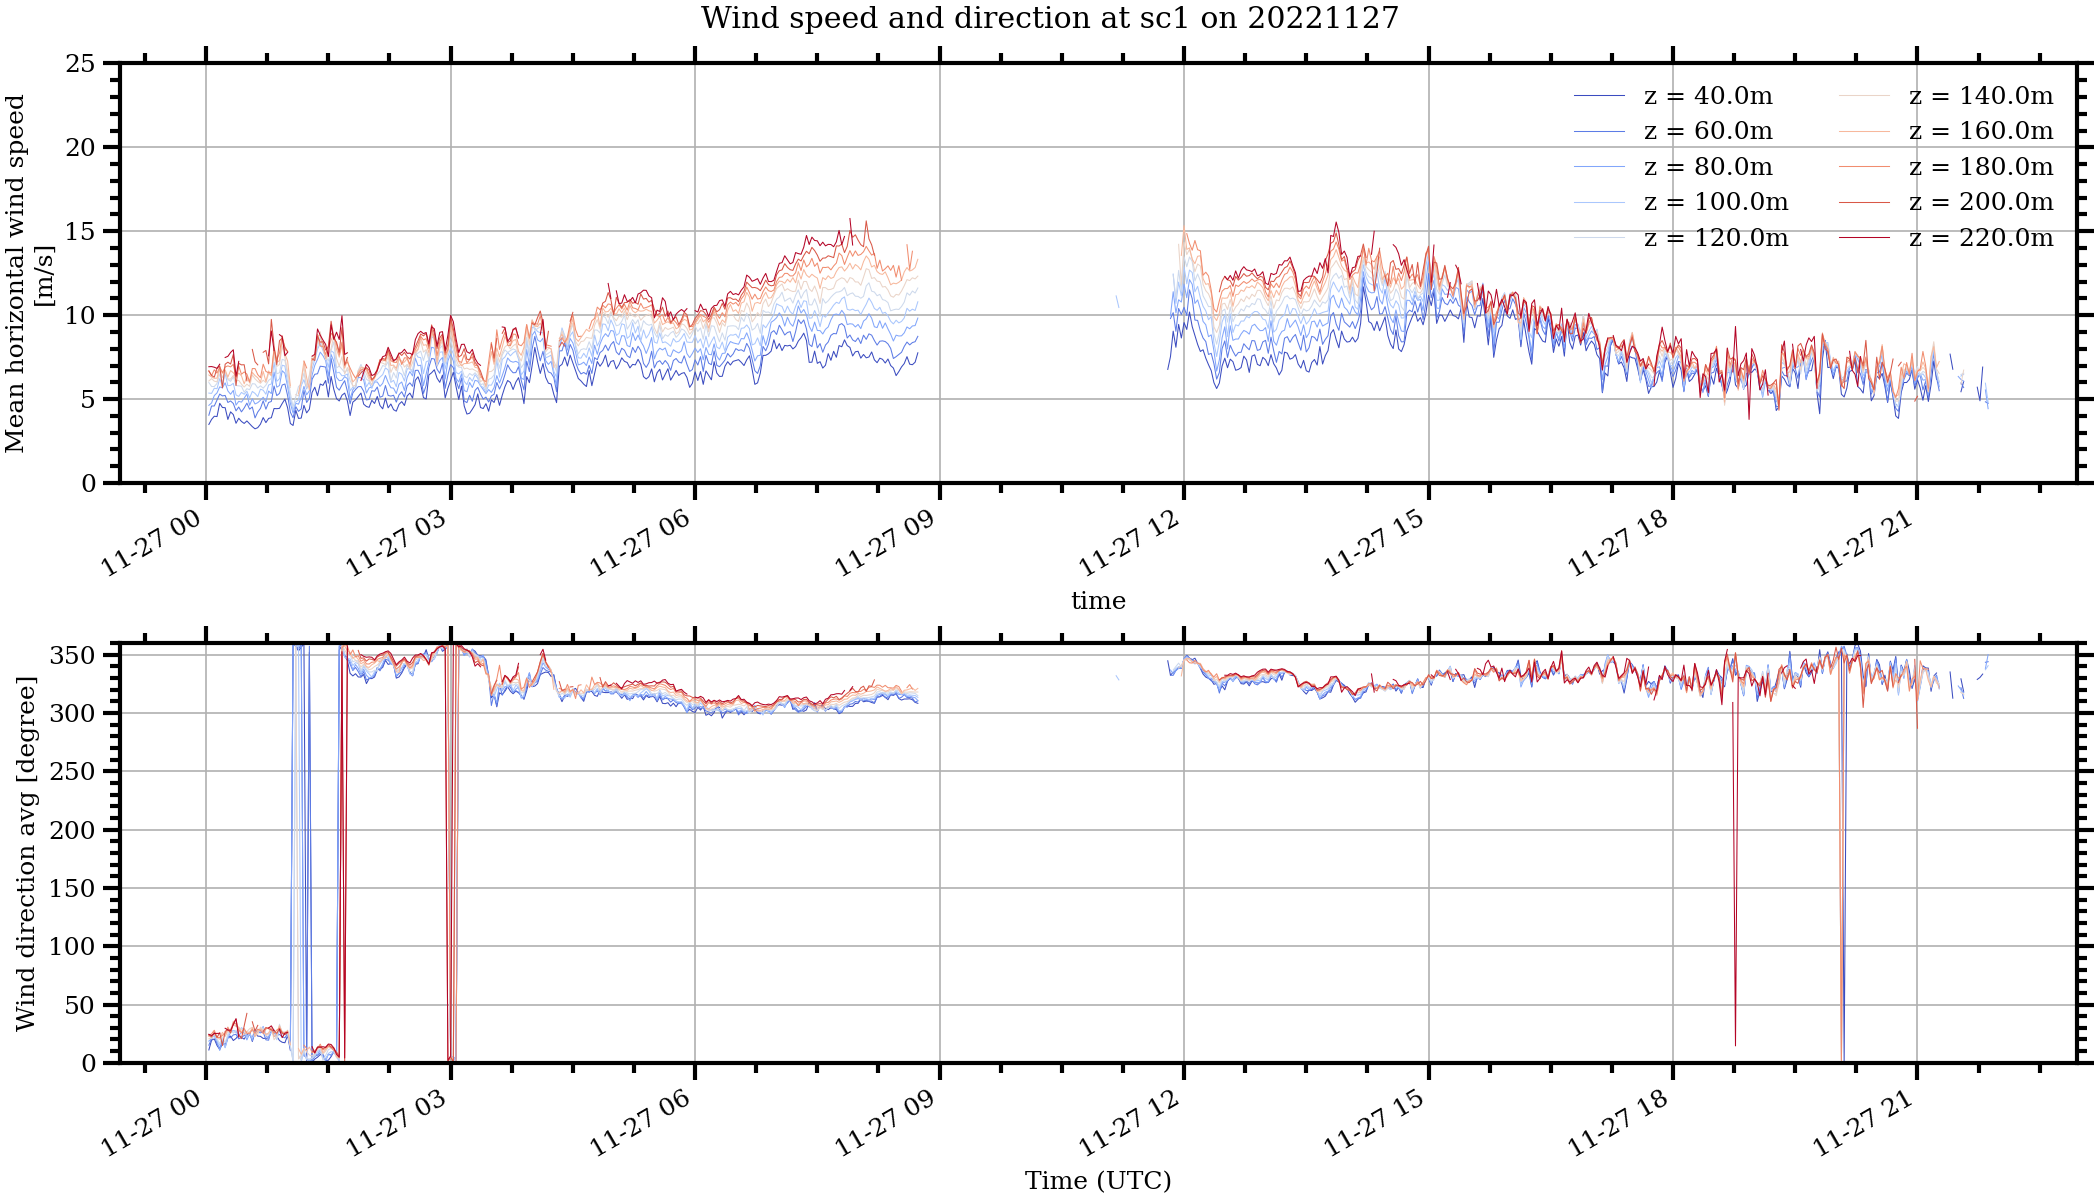 Wind speed and direction at sc1 on 20221127
Mean horizontal wind speed
[m/s]
25
20
15
10
5
0
z = 40.0m
z = 60.0m
z = 80.0m
z = 100.0m
z = 120.0m
z = 140.0m
z = 160.0m
z = 180.0m
z = 200.0m
z = 220.0m
11-27 00
11-27 03
11-27 06
11-27 09
11-27 12
11-27 15
11-27 18
11-27 21
time
Wind direction avg [degree]
350
300
250
200
150
100
50
0
11-27 00
11-27 03
11-27 06
11-27 09
11-27 12
11-27 15
11-27 18
11-27 21
Time (UTC)